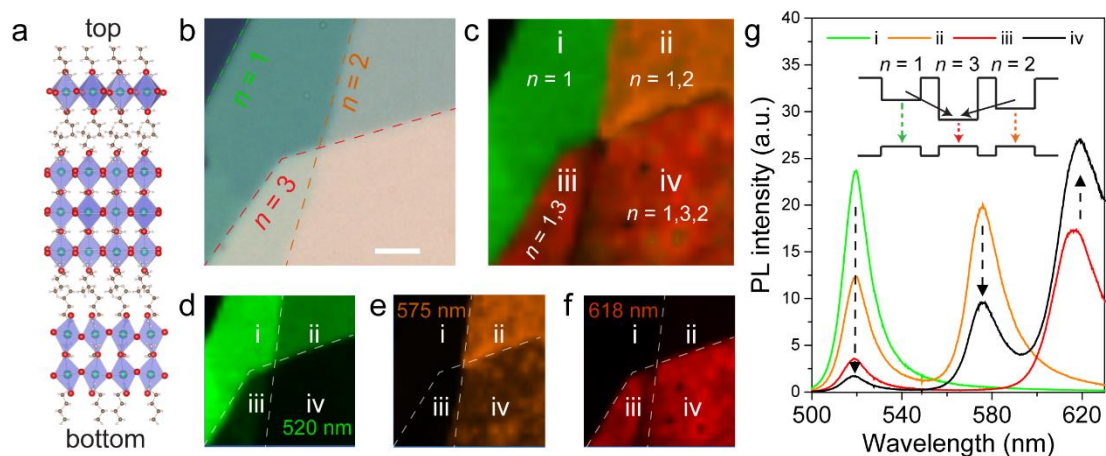 a
top
bottom
b
n = 1
n = 2
n = 3
c
i
n = 1
ii
n = 1,2
iii
n = 1,3
iv
n = 1,3,2
d
i
ii
iii
iv
520 nm
e
575 nm
i
ii
iii
iv
f
618 nm
i
ii
iii
iv
g
PL intensity (a.u.)
40
35
30
25
20
15
10
5
0
i ii iii iv
n = 1 n = 3 n = 2
500 540 580 620
Wavelength (nm)